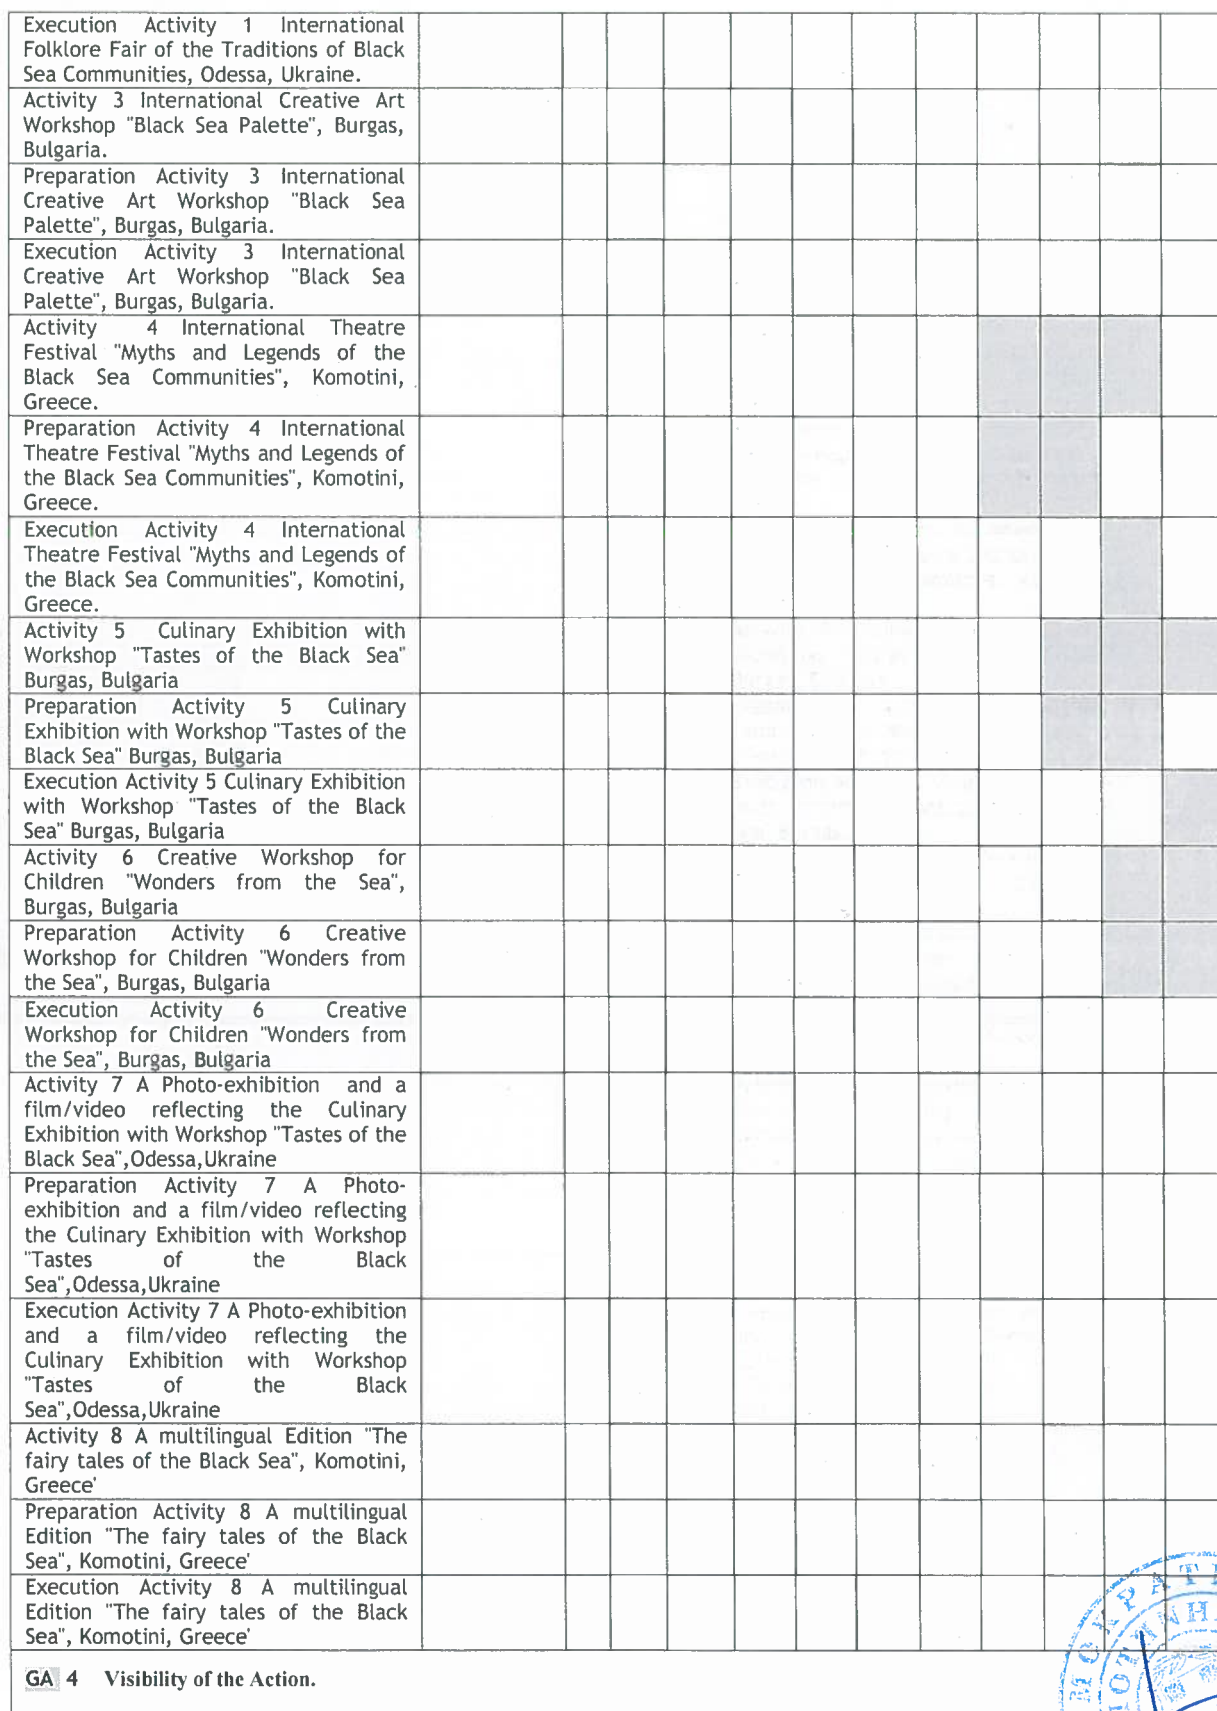 Execution Activity 1 International
Folklore Fair of the Traditions of Black
Sea Communities, Odessa, Ukraine.
Activity 3 International Creative Art
Workshop "Black Sea Palette", Burgas,
Bulgaria.
Preparation Activity 3 International
Creative Art Workshop "Black Sea
Palette", Burgas, Bulgaria.
Execution Activity 3 International
Creative Art Workshop "Black Sea
Palette", Burgas, Bulgaria.
Activity 4 International Theatre
Festival "Myths and Legends of the
Black Sea Communities", Komotini,
Greece.
Preparation Activity 4 International
Theatre Festival "Myths and Legends of
the Black Sea Communities", Komotini,
Greece.
Execution Activity 4 International
Theatre Festival "Myths and Legends of
the Black Sea Communities", Komotini,
Greece.
Activity 5 Culinary Exhibition with
Workshop "Tastes of the Black Sea"
Burgas, Bulgaria
Preparation Activity 5 Culinary
Exhibition with Workshop "Tastes of the
Black Sea" Burgas, Bulgaria
Execution Activity 5 Culinary Exhibition
with Workshop "Tastes of the Black
Sea" Burgas, Bulgaria
Activity 6 Creative Workshop for
Children "Wonders from the Sea",
Burgas, Bulgaria
Preparation Activity 6 Creative
Workshop for Children "Wonders from
the Sea", Burgas, Bulgaria
Execution Activity 6 Creative
Workshop for Children "Wonders from
the Sea", Burgas, Bulgaria
Activity 7 A Photo-exhibition and a
film/video reflecting the Culinary
Exhibition with Workshop "Tastes of the
Black Sea",Odessa,Ukraine
Preparation Activity 7 A Photo-
exhibition and a film/video reflecting
the Culinary Exhibition with Workshop
"Tastes of the Black
Sea",Odessa,Ukraine
Execution Activity 7 A Photo-exhibition
and a film/video reflecting the
Culinary Exhibition with Workshop
"Tastes of the Black
Sea",Odessa,Ukraine
Activity 8 A multilingual Edition "The
fairy tales of the Black Sea", Komotini,
Greece'
Preparation Activity 8 A multilingual
Edition "The fairy tales of the Black
Sea", Komotini, Greece'
Execution Activity 8 A multilingual
Edition "The fairy tales of the Black
Sea", Komotini, Greece'
GA 4 Visibility of the Action.